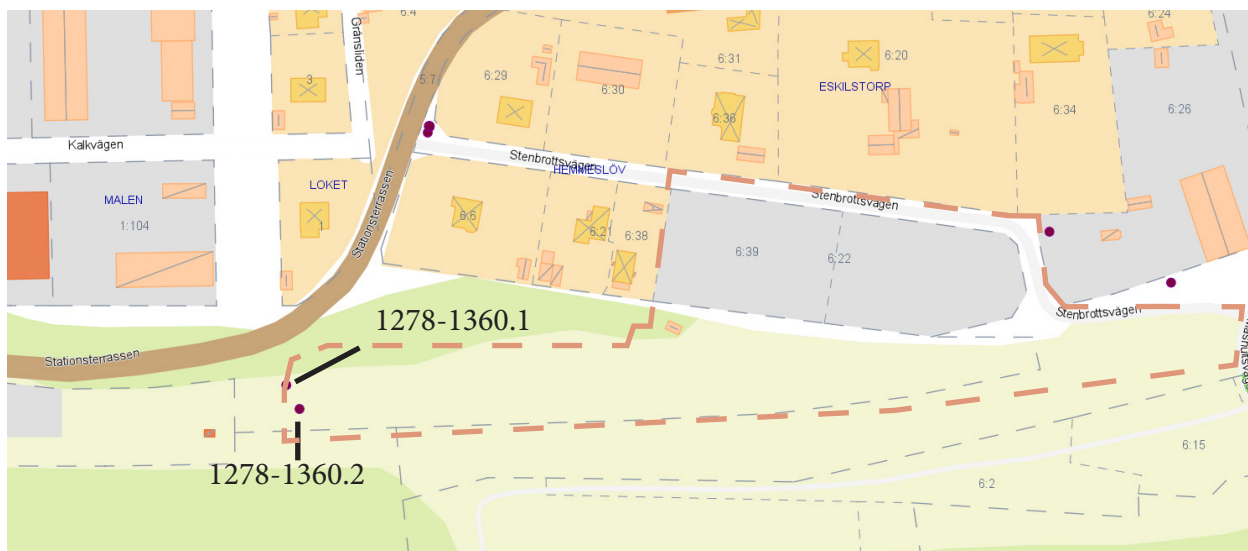 6:4
6:24
Gränsliden
6:31
6:20
6:29
5:7
3
6:30
ESKILSTORP
6:34
6:26
6:36
Kalkvägen
Stenbrottsvägen
HEMMESLÖV
LOKET
MALEN
Stenbrottsvägen
6:6
1
1:104
6:21
6:38
Stationsterrassen
6:39
6:22
Stenbrottsvägen
1278-1360.1
Stationsterrassen
6:15
1278-1360.2
6:2